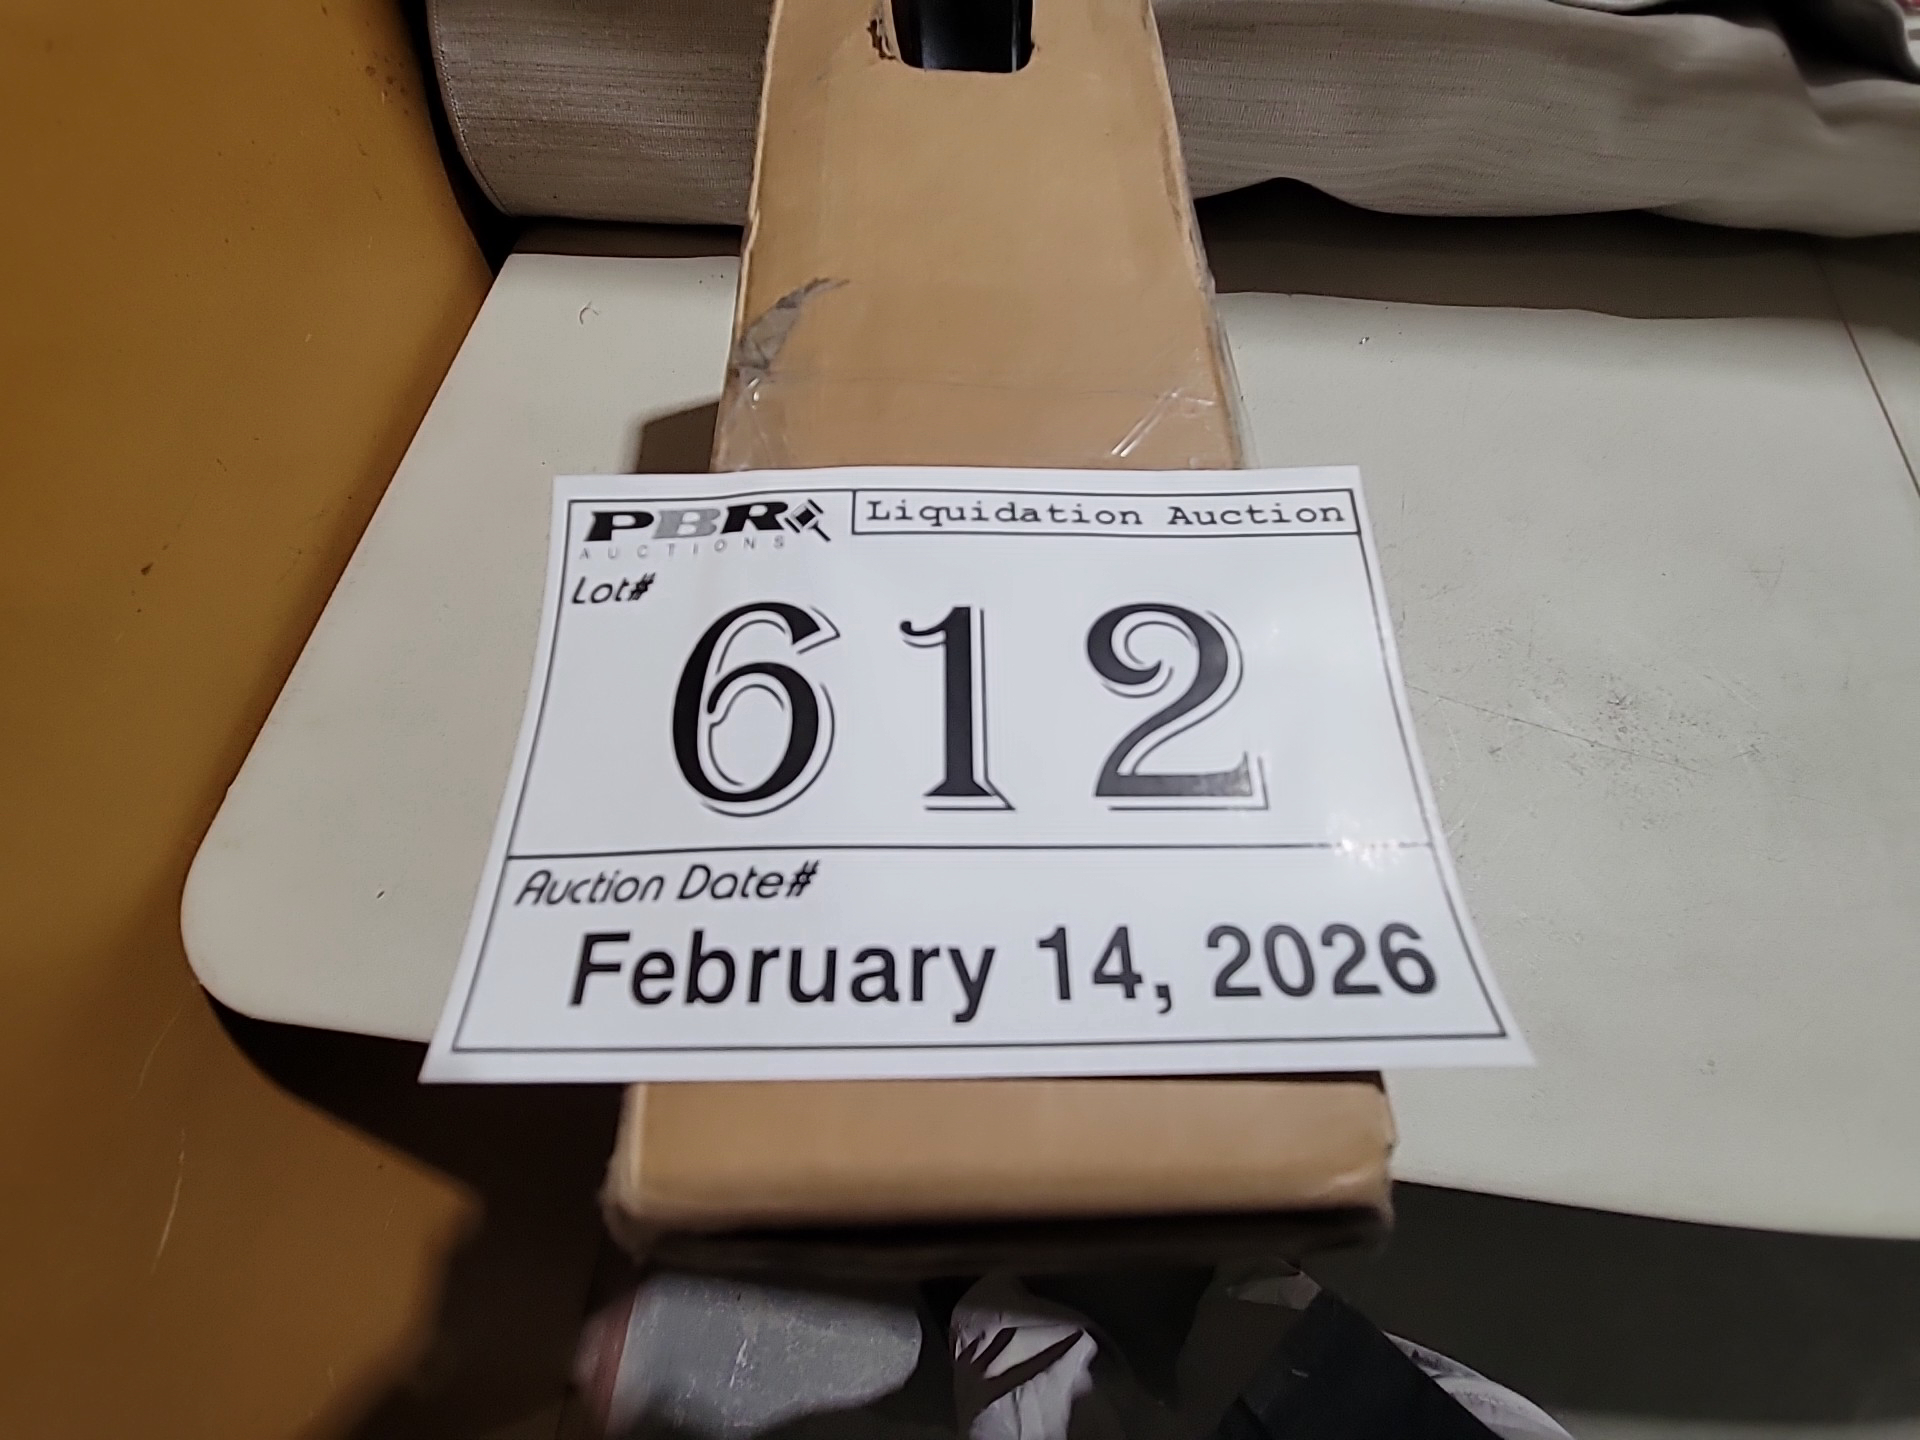 PBR
AUCTIONS
Liquidation Auction
Lot#
612
Auction Date#
February 14, 2026